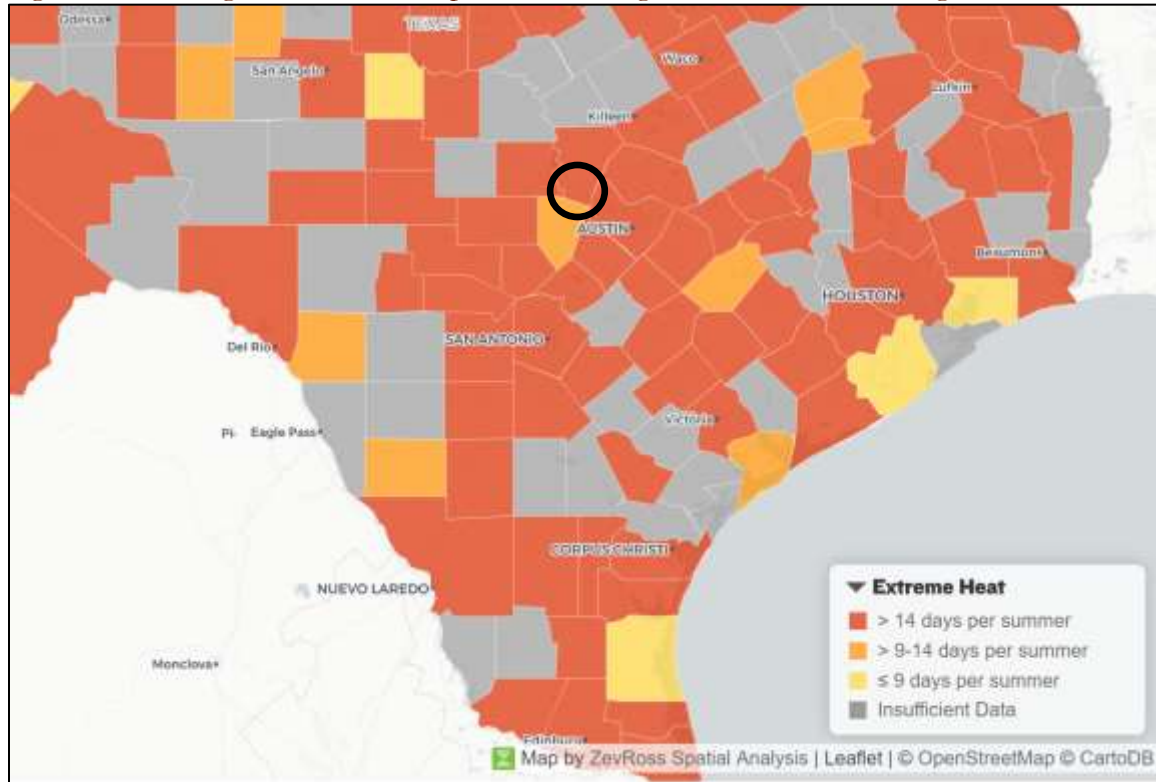 Odessa
TEXAS
San Angelo
Waco
Lufkin
Killeen
AUSTIN
Beaumont
HOUSTON
SAN ANTONIO
Del Rio
Victoria
Pi-
Eagle Pass
CORPUS CHRISTI
NUEVO LAREDO
Monclova
Edinburg
▼ Extreme Heat
> 14 days per summer
> 9-14 days per summer
≤ 9 days per summer
Insufficient Data
Map by ZevRoss Spatial Analysis | Leaflet | © OpenStreetMap © CartoDB